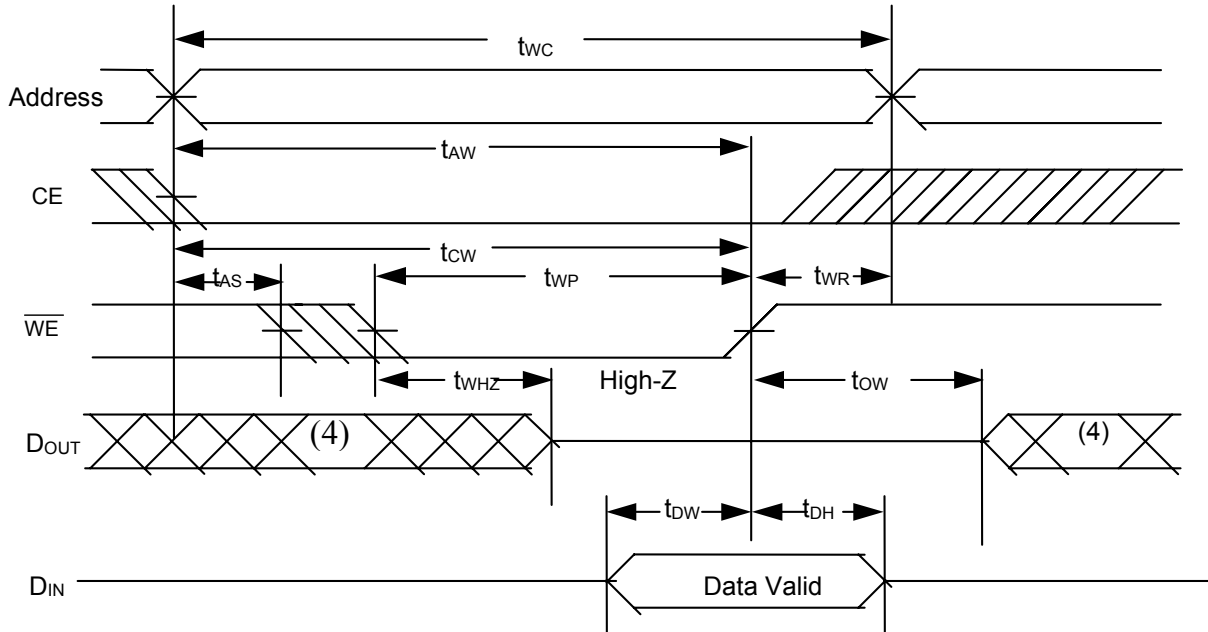 tWC
Address
tAW
CE
tCW
tAS
tWP
tWR
WE
tWHZ
High-Z
tOW
DOUT
(4)
(4)
tDW
tDH
DIN
Data Valid